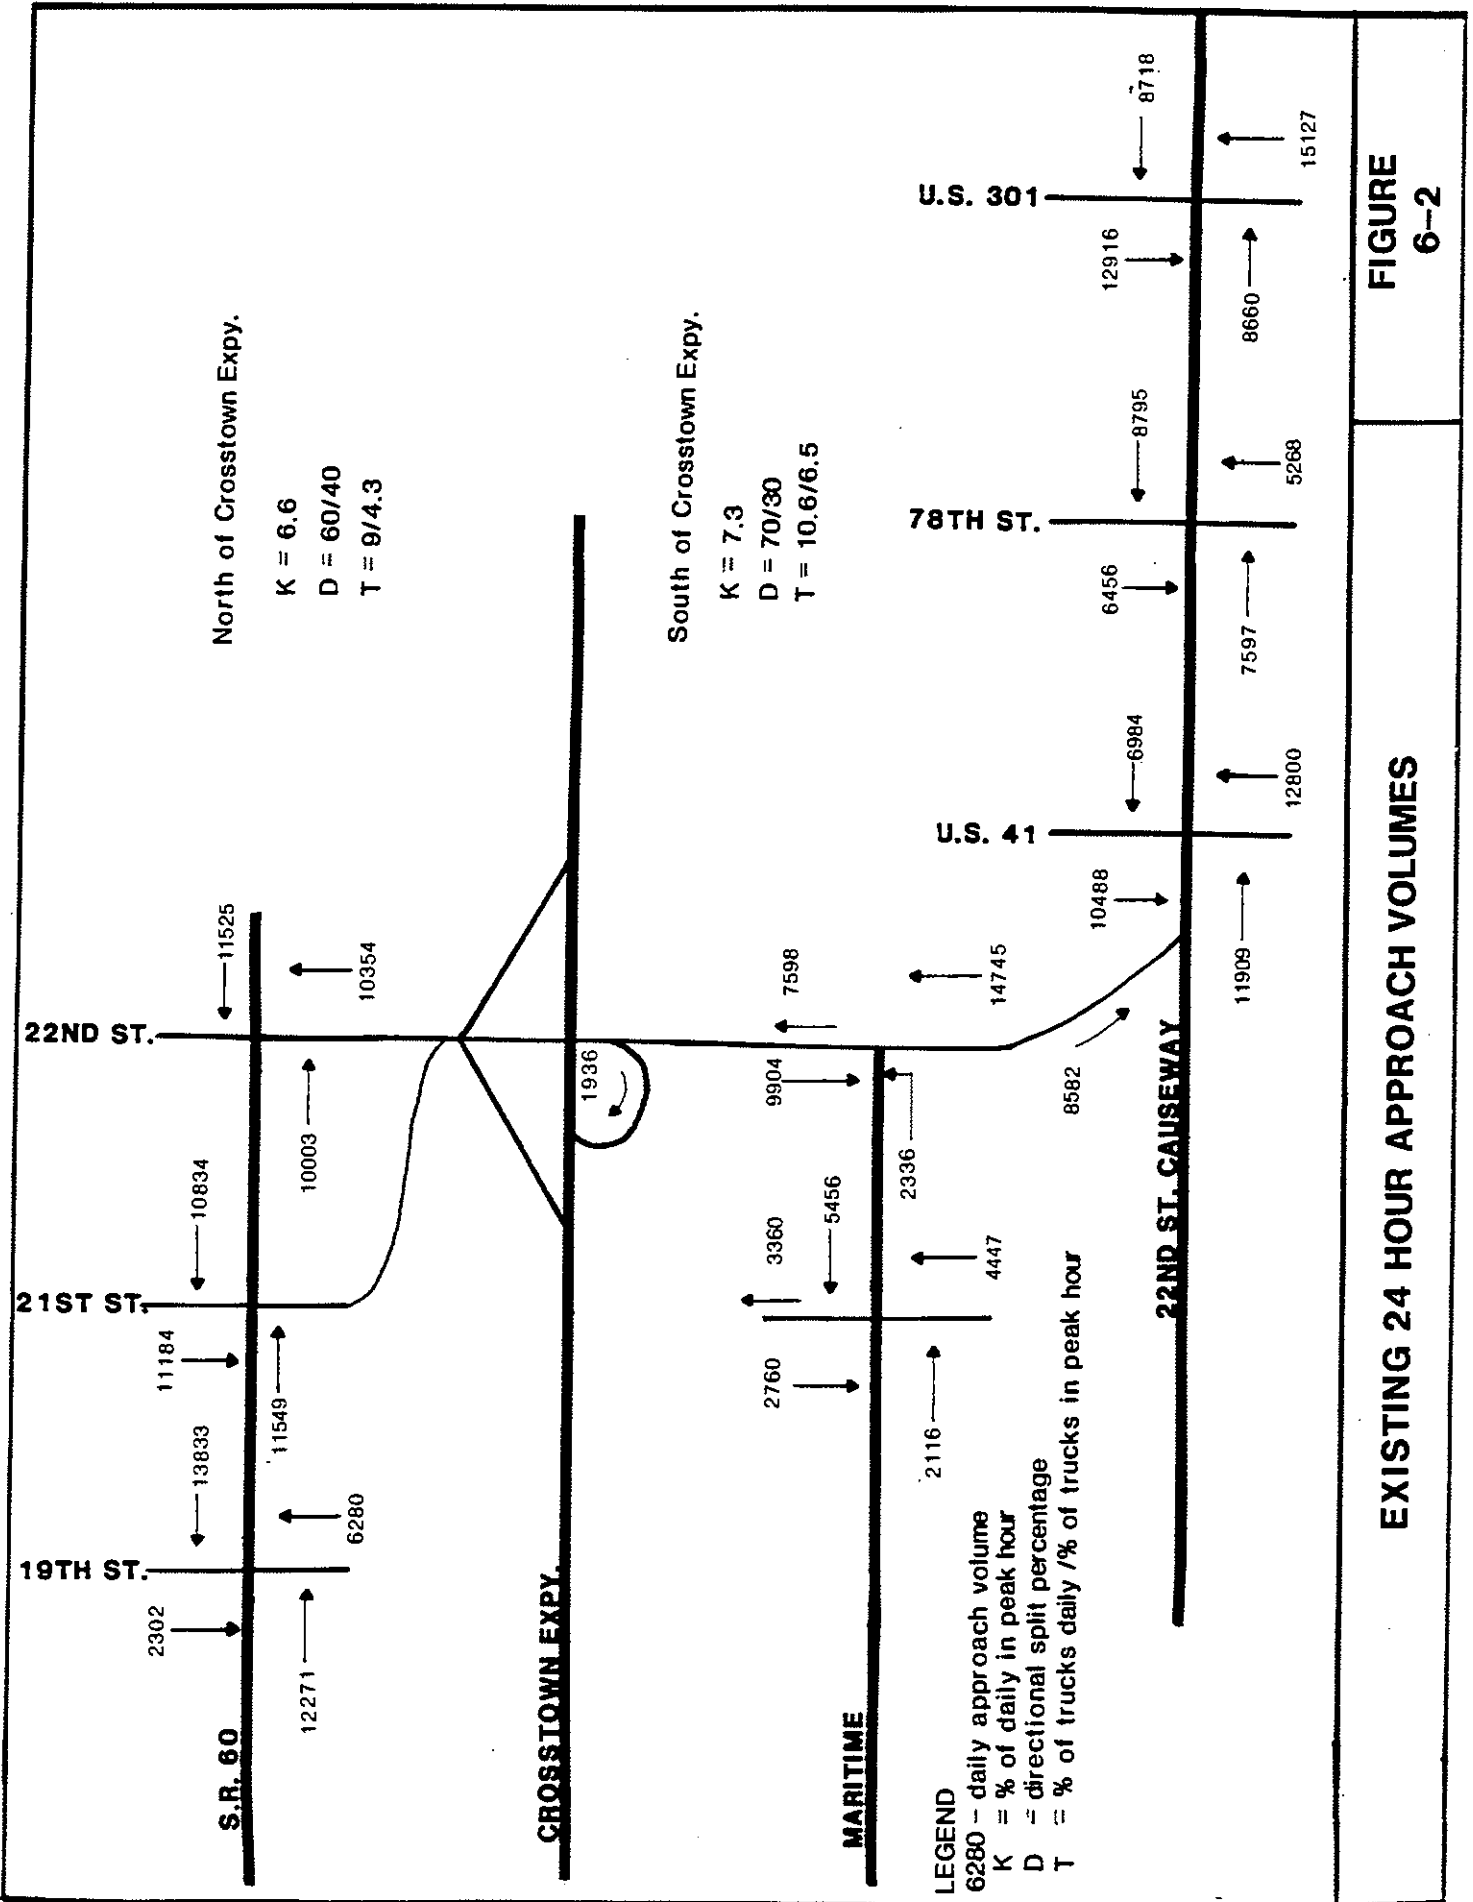 22ND ST.
21ST ST.
19TH ST.
11525
10354
10003
10834
11184
11549
13833
6280
2302
12271
S.R. 60
North of Crosstown Expy.
K = 6.6
D = 60/40
T = 9/4.3
CROSSTOWN EXPY.
1936
South of Crosstown Expy.
K = 7.3
D = 70/30
T = 10.6/6.5
7598
14745
9904
2336
3360
5456
4447
2760
2116
MARITIME
8582
U.S. 301
8718
15127
12916
8660
78TH ST.
8795
5268
6456
7597
U.S. 41
6984
12800
10488
11909
22ND ST. CAUSEWAY
LEGEND
6280 – daily approach volume
K = % of daily in peak hour
D = directional split percentage
T = % of trucks daily /% of trucks in peak hour
EXISTING 24 HOUR APPROACH VOLUMES
FIGURE
6–2